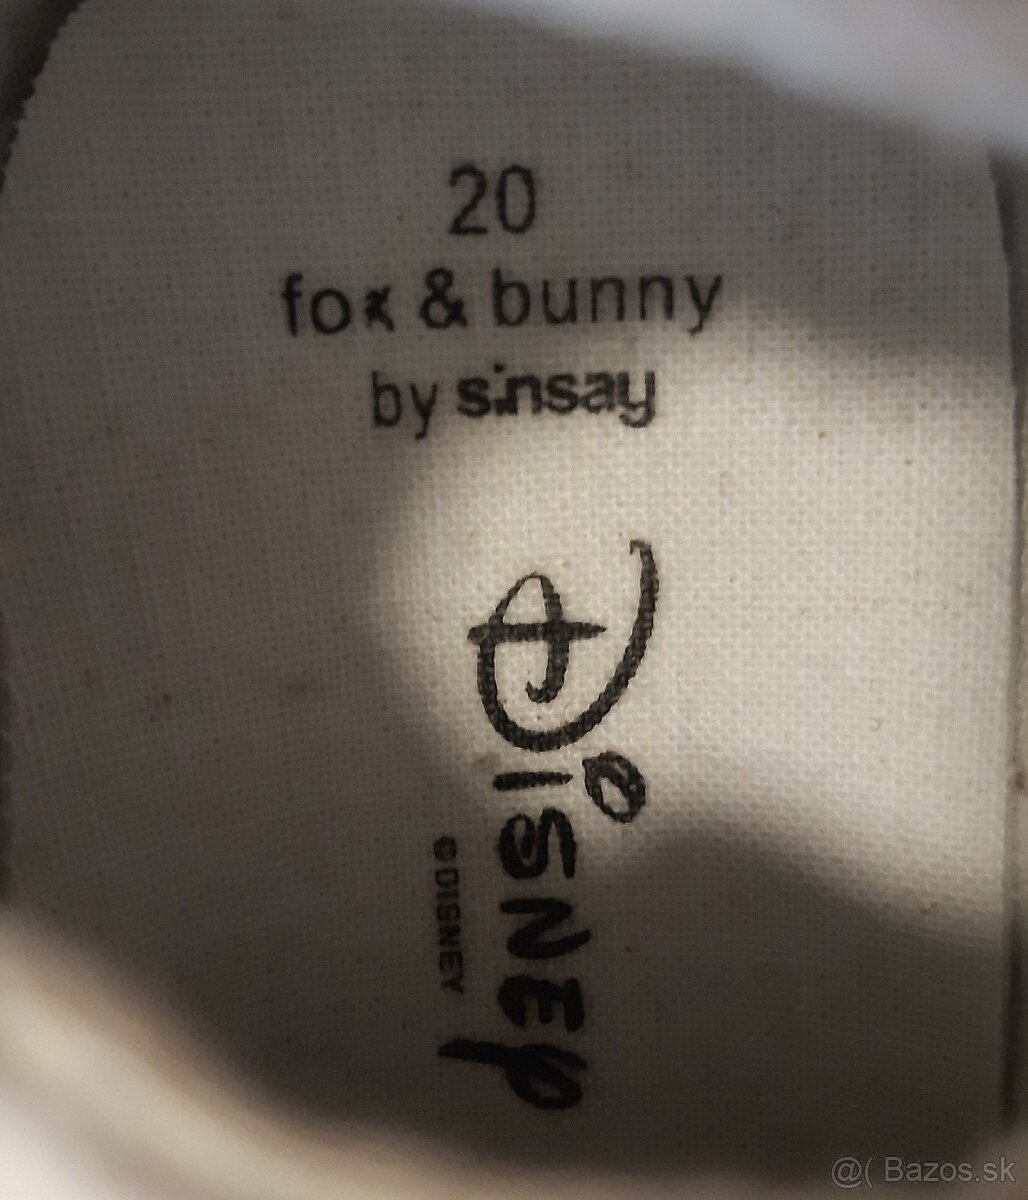 20
fox & bunny
by sinsay
Disney
©DISNEY
@( Bazos.sk